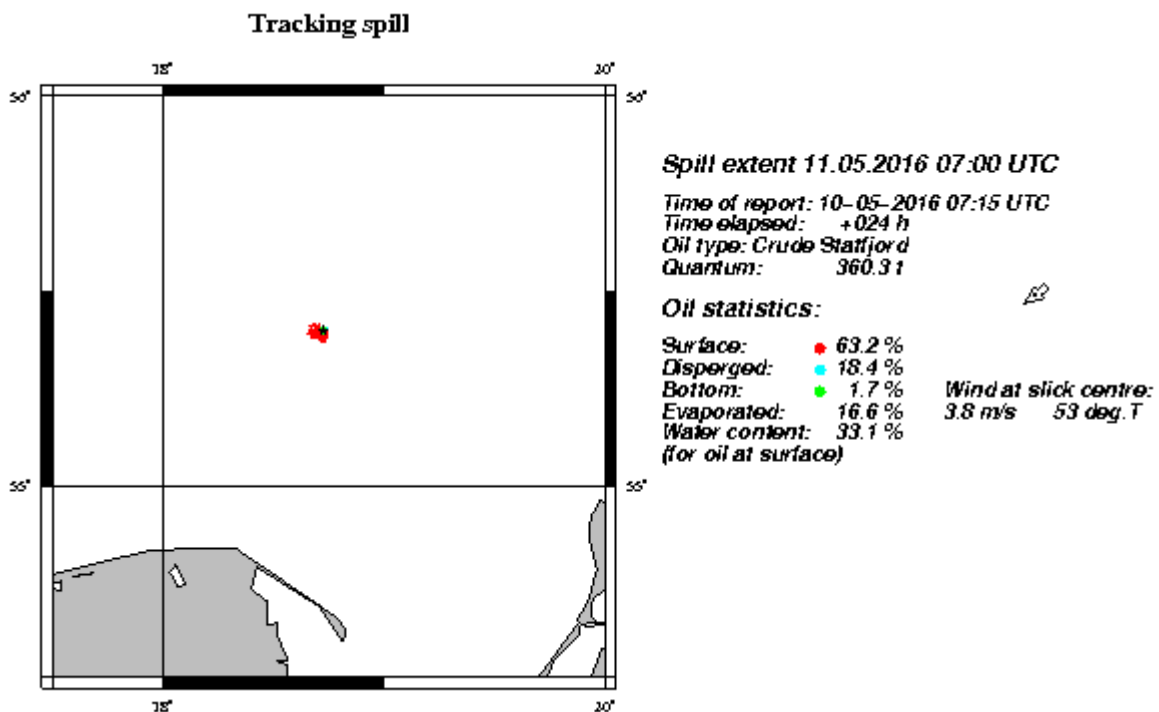 Tracking spill
18° 20°
56° 56°
Spill extent 11.05.2016 07:00 UTC
Time of report: 10-05-2016 07:15 UTC
Time elapsed: +024 h
Oil type: Crude Statfjord
Quantum: 360.3 t
Oil statistics:
Surface: 63.2 %
Disperged: 18.4 %
Bottom: 1.7 % Wind at slick centre:
Evaporated: 16.6 % 3.8 m/s 53 deg.T
Water content: 33.1 %
(for oil at surface)
55° 55°
18° 20°